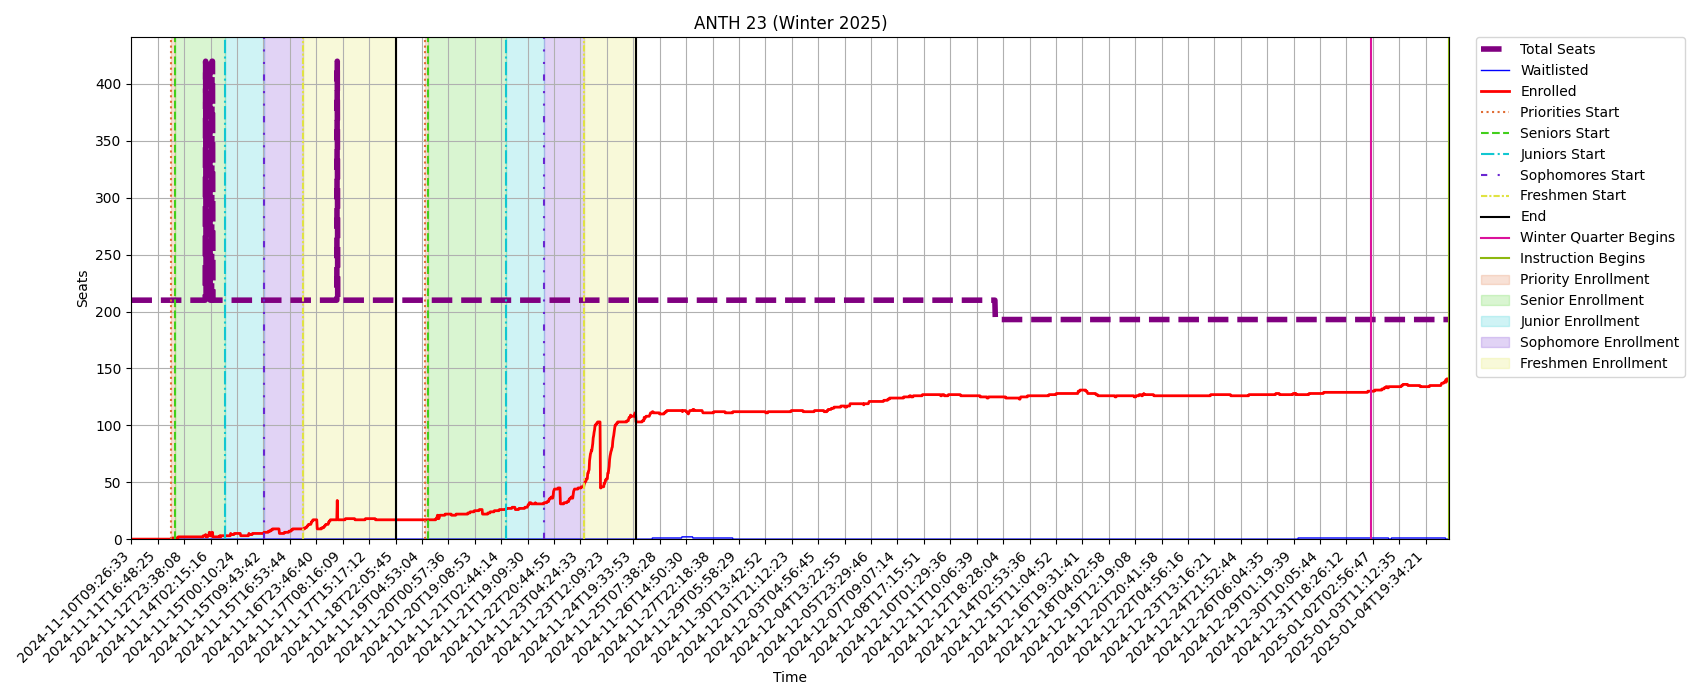 ANTH 23 (Winter 2025)
Seats
400
350
300
250
200
150
100
50
0
2024-11-10T09:26:33
2024-11-11T16:48:25
2024-11-12T23:38:08
2024-11-14T02:15:16
2024-11-15T00:10:24
2024-11-15T09:43:42
2024-11-15T16:53:44
2024-11-16T23:46:40
2024-11-17T08:16:09
2024-11-17T15:17:12
2024-11-18T22:05:45
2024-11-19T04:53:04
2024-11-20T00:57:36
2024-11-20T19:08:53
2024-11-21T02:44:14
2024-11-21T19:09:30
2024-11-22T20:44:55
2024-11-23T04:24:33
2024-11-23T12:09:23
2024-11-24T19:33:53
2024-11-25T07:38:28
2024-11-26T14:50:30
2024-11-27T22:18:38
2024-11-29T05:58:29
2024-11-30T13:42:52
2024-12-01T21:12:23
2024-12-03T04:56:45
2024-12-04T13:22:55
2024-12-05T23:29:46
2024-12-07T09:07:14
2024-12-08T17:15:51
2024-12-10T01:29:36
2024-12-11T10:06:39
2024-12-12T18:28:04
2024-12-14T02:53:36
2024-12-15T11:04:52
2024-12-16T19:31:41
2024-12-18T04:02:58
2024-12-19T12:19:08
2024-12-20T20:41:58
2024-12-22T04:56:16
2024-12-23T13:16:21
2024-12-24T21:52:44
2024-12-26T06:04:35
2024-12-29T01:19:39
2024-12-30T10:05:44
2024-12-31T18:26:12
2025-01-02T02:56:47
2025-01-03T11:12:35
2025-01-04T19:34:21
Time
Total Seats
Waitlisted
Enrolled
Priorities Start
Seniors Start
Juniors Start
Sophomores Start
Freshmen Start
End
Winter Quarter Begins
Instruction Begins
Priority Enrollment
Senior Enrollment
Junior Enrollment
Sophomore Enrollment
Freshmen Enrollment